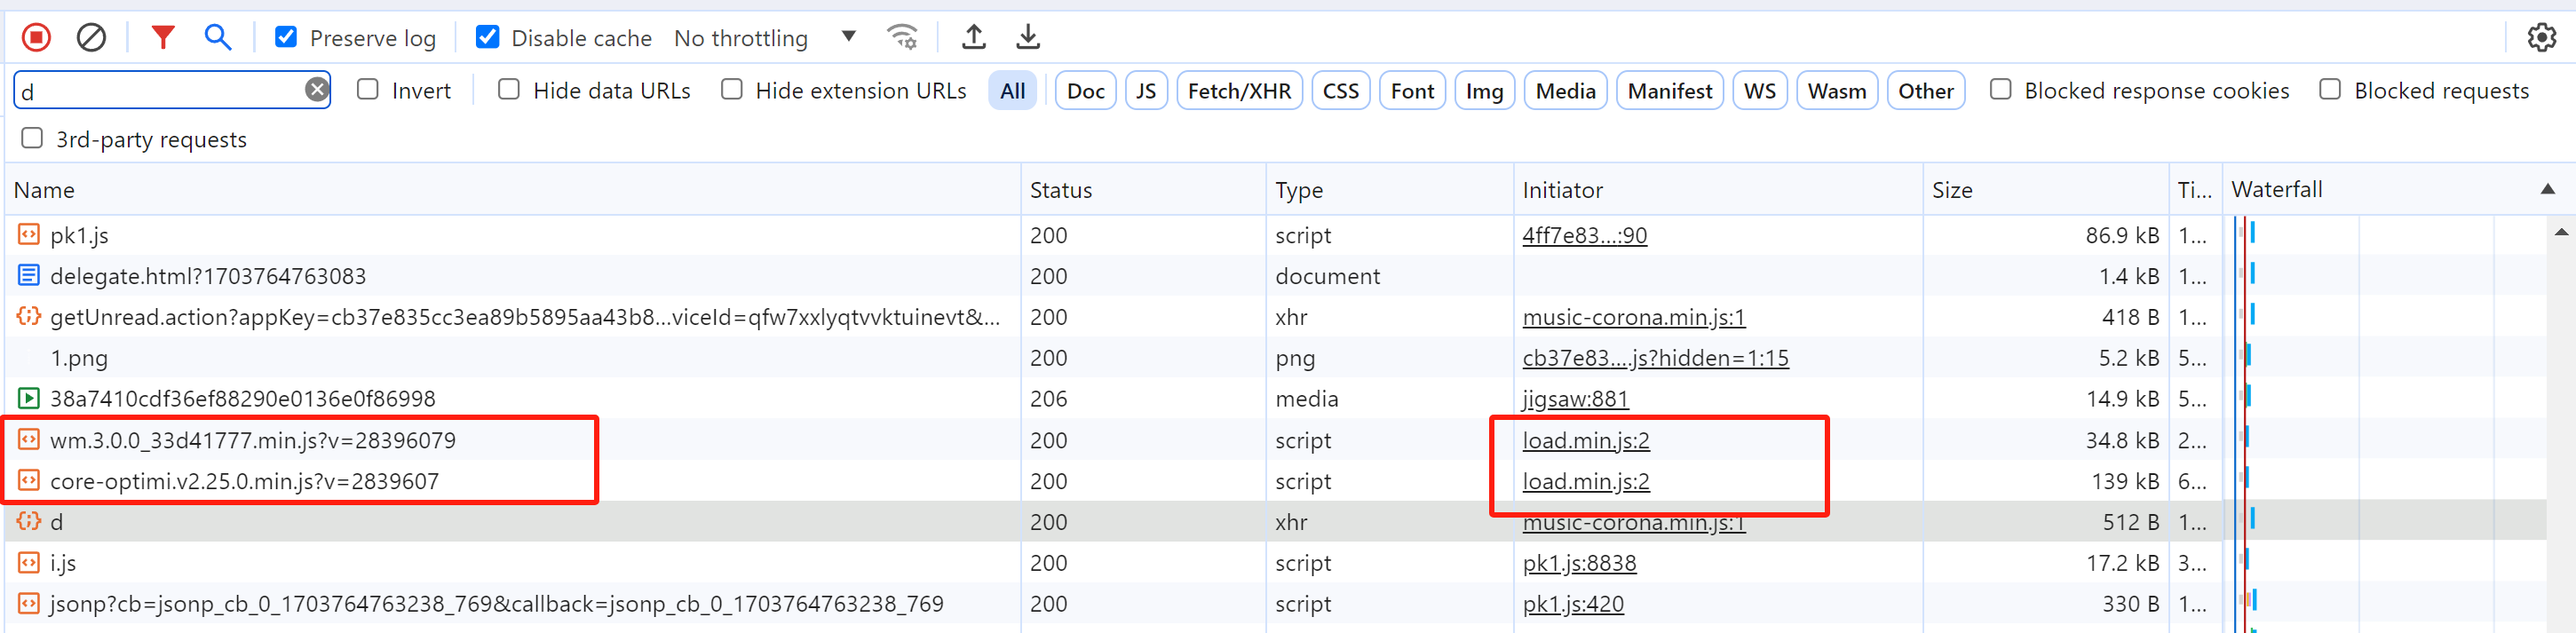 Preserve log Disable cache No throttling
d Invert Hide data URLs Hide extension URLs All Doc JS Fetch/XHR CSS Font Img Media Manifest WS Wasm Other Blocked response cookies Blocked requests
3rd-party requests
Name Status Type Initiator Size Ti... Waterfall
pk1.js 200 script 4ff7e83...:90 86.9 kB 1...
delegate.html?1703764763083 200 document 1.4 kB 1...
getUnread.action?appKey=cb37e835cc3ea89b5895aa43b8...viceId=qfw7xxlyqtvvktuinevt&... 200 xhr music-corona.min.js:1 418 B 1...
1.png 200 png cb37e83....js?hidden=1:15 5.2 kB 5...
38a7410cdf36ef88290e0136e0f86998 206 media jigsaw:881 14.9 kB 5...
wm.3.0.0_33d41777.min.js?v=28396079 200 script load.min.js:2 34.8 kB 2...
core-optimi.v2.25.0.min.js?v=2839607 200 script load.min.js:2 139 kB 6...
d 200 xhr music-corona.min.js:1 512 B 1...
i.js 200 script pk1.js:8838 17.2 kB 3...
jsonp?cb=jsonp_cb_0_1703764763238_769&callback=jsonp_cb_0_1703764763238_769 200 script pk1.js:420 330 B 1...